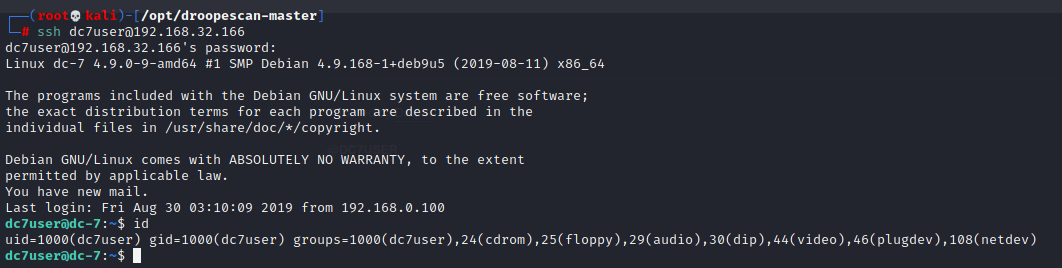 (root💀kali)-[/opt/droopescan-master]
# ssh dc7user@192.168.32.166
dc7user@192.168.32.166's password:
Linux dc-7 4.9.0-9-amd64 #1 SMP Debian 4.9.168-1+deb9u5 (2019-08-11) x86_64
The programs included with the Debian GNU/Linux system are free software;
the exact distribution terms for each program are described in the
individual files in /usr/share/doc/*/copyright.
@DC7USER
Debian GNU/Linux comes with ABSOLUTELY NO WARRANTY, to the extent
permitted by applicable law.
You have new mail.
Last login: Fri Aug 30 03:10:09 2019 from 192.168.0.100
dc7user@dc-7:~$ id
uid=1000(dc7user) gid=1000(dc7user) groups=1000(dc7user),24(cdrom),25(floppy),29(audio),30(dip),44(video),46(plugdev),108(netdev)
dc7user@dc-7:~$